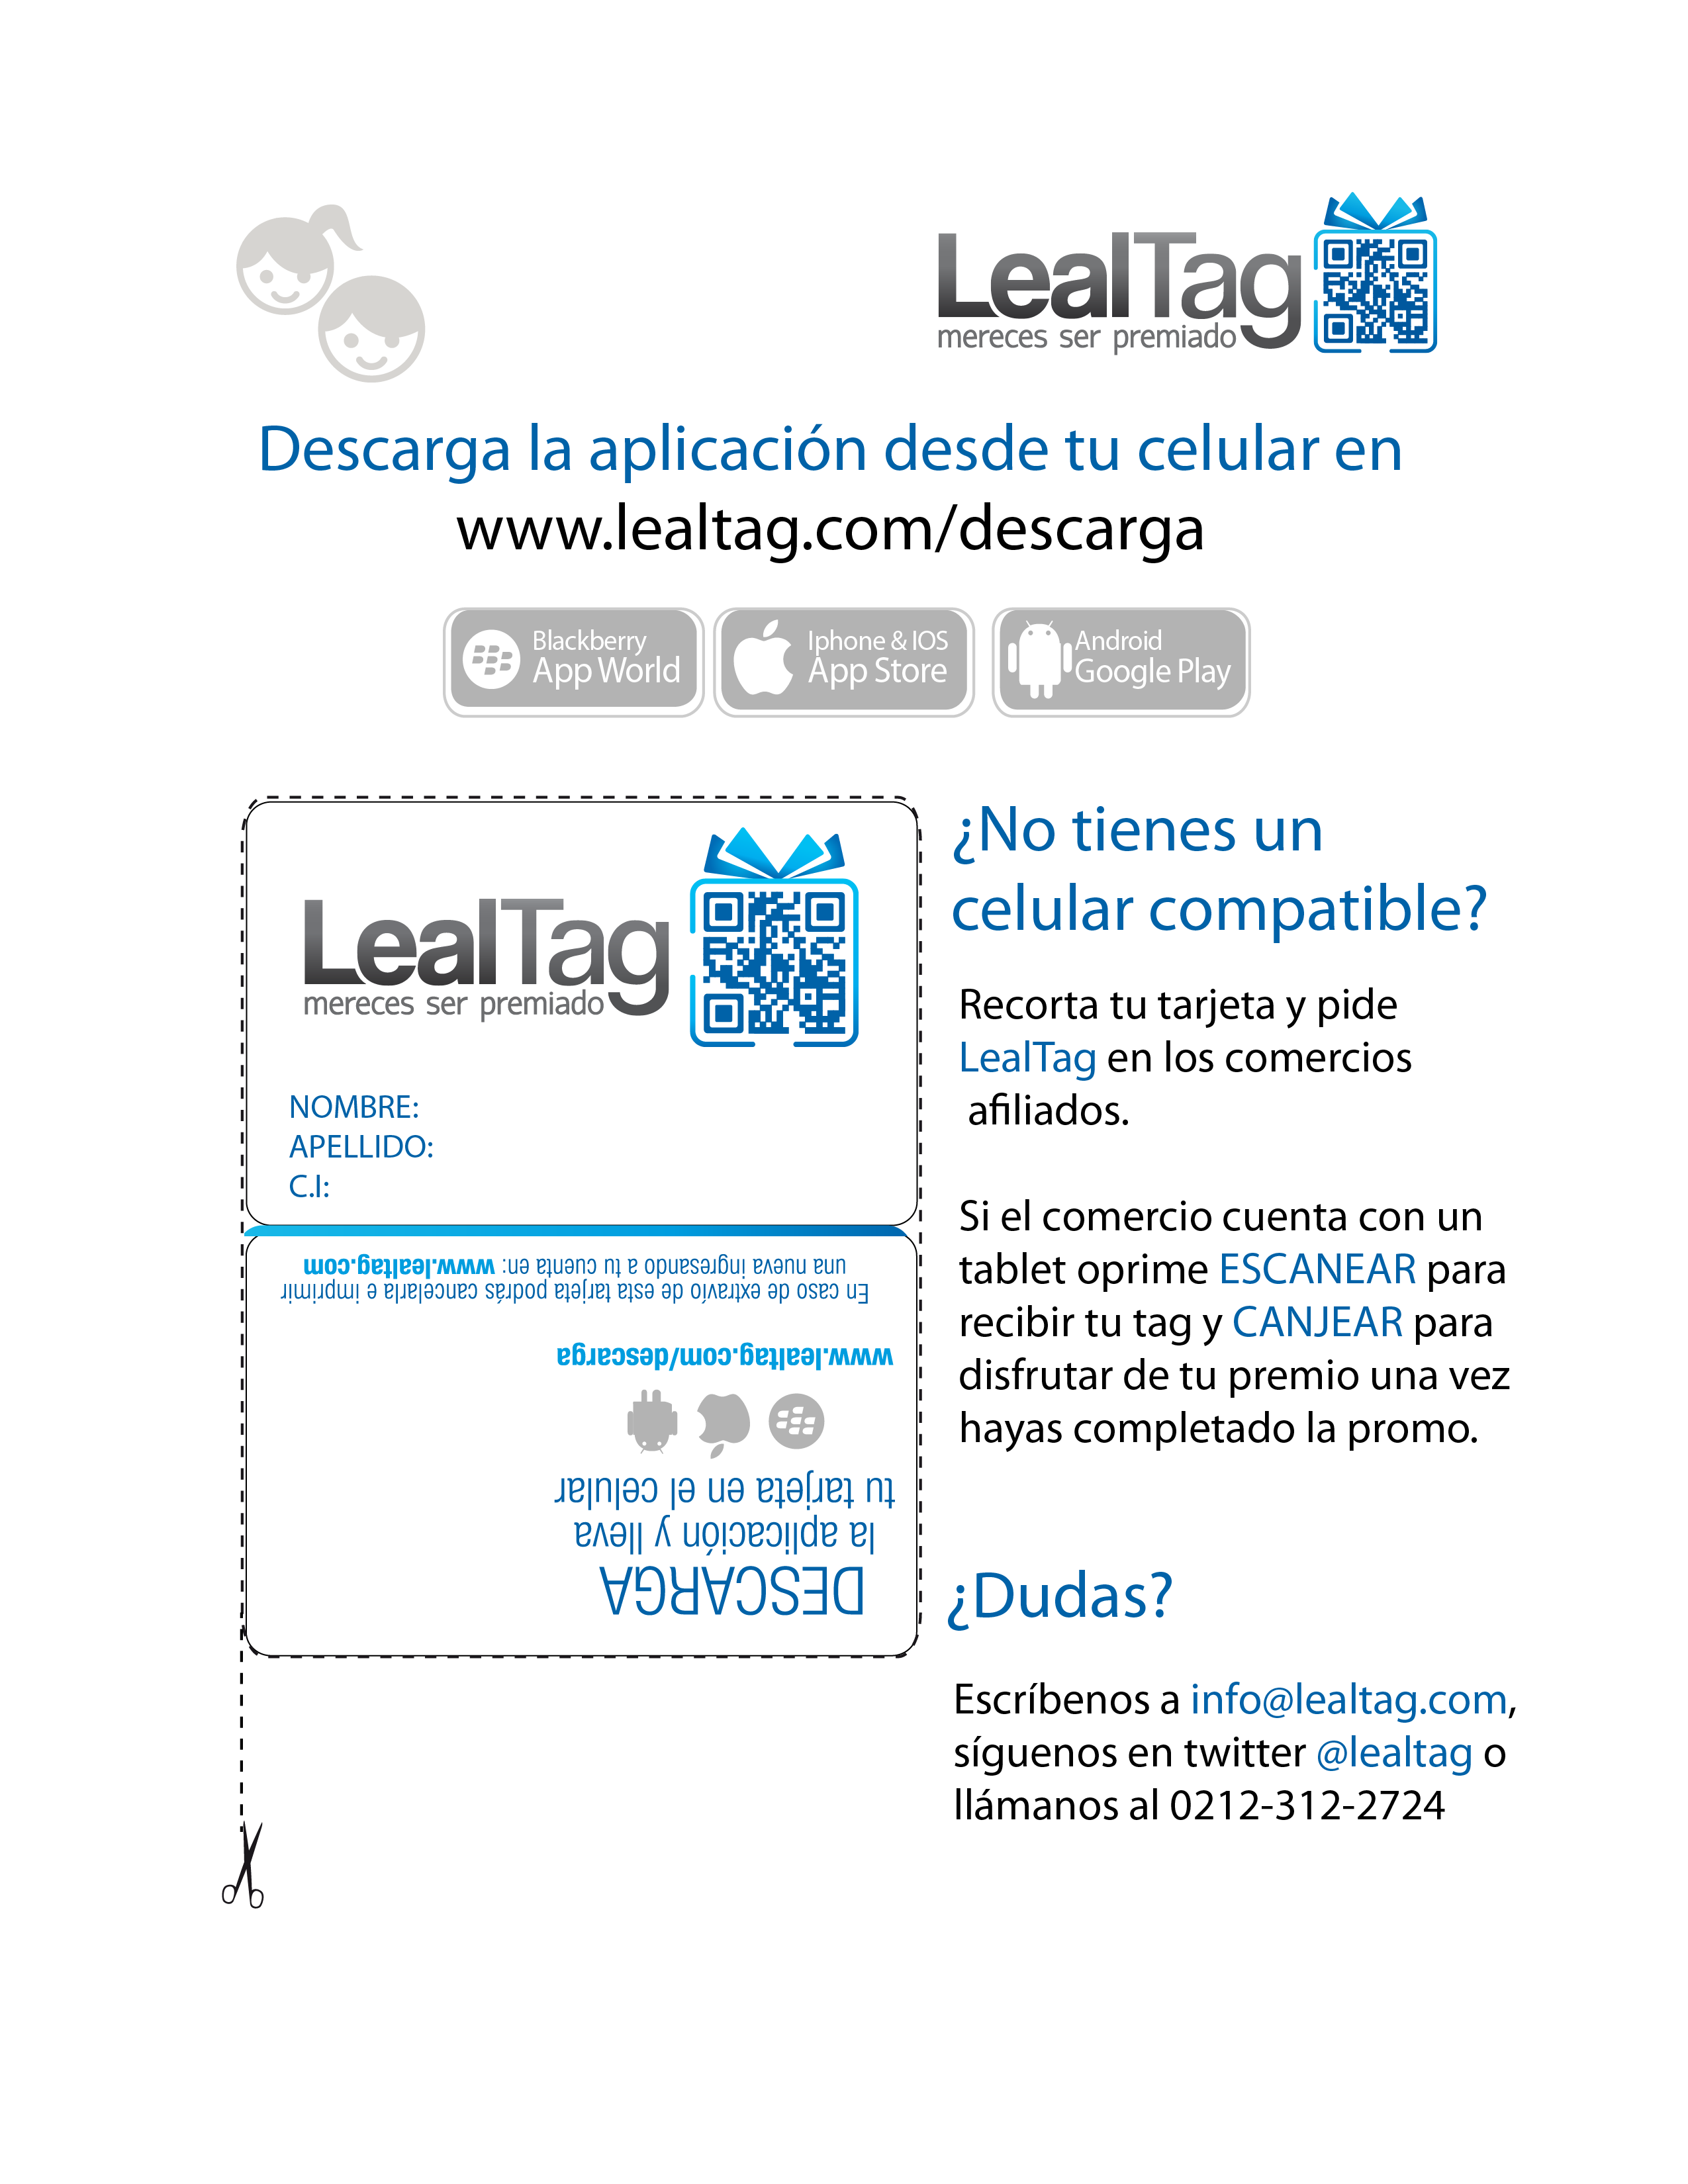 LealTag
mereces ser premiado
Descarga la aplicación desde tu celular en
www.lealtag.com/descarga
Blackberry
App World
Iphone & IOS
App Store
Android
Google Play
LealTag
mereces ser premiado
NOMBRE:
APELLIDO:
C.I:
DESCARGA
la aplicación y lleva
tu tarjeta en el celular
www.lealtag.com/descarga
En caso de extravío de esta tarjeta podrás cancelarla e imprimir
una nueva ingresando a tu cuenta en: www.lealtag.com
¿No tienes un
celular compatible?
Recorta tu tarjeta y pide
LealTag en los comercios
afiliados.
Si el comercio cuenta con un
tablet oprime ESCANEAR para
recibir tu tag y CANJEAR para
disfrutar de tu premio una vez
hayas completado la promo.
¿Dudas?
Escríbenos a info@lealtag.com,
síguenos en twitter @lealtag o
llámanos al 0212-312-2724